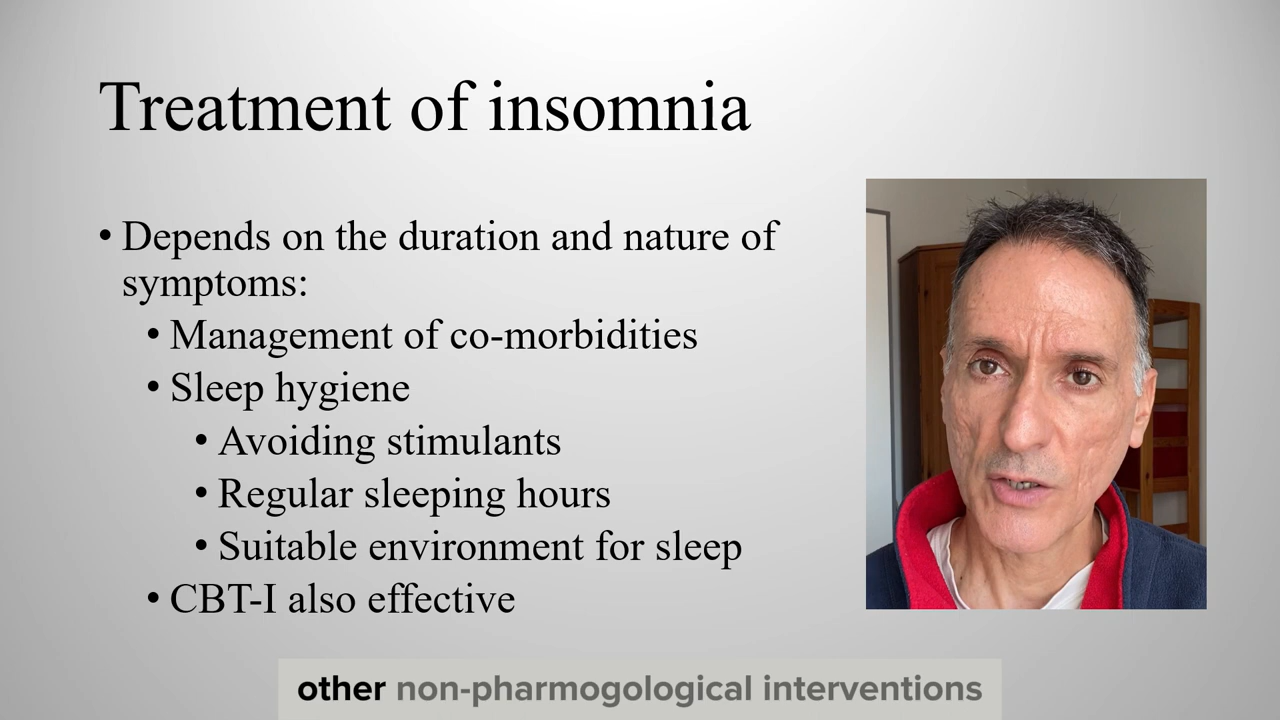 Treatment of insomnia
• Depends on the duration and nature of
symptoms:
• Management of co-morbidities
• Sleep hygiene
• Avoiding stimulants
• Regular sleeping hours
• Suitable environment for sleep
• CBT-I also effective
other non-pharmogological interventions